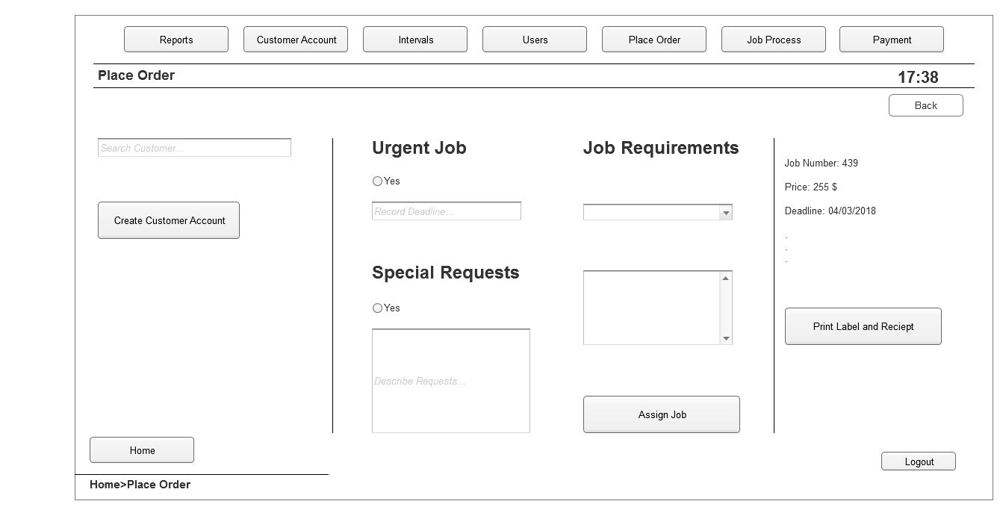 Reports
Customer Account
Intervals
Users
Place Order
Job Process
Payment
Place Order
17:38
Back
Search Customer...
Create Customer Account
Urgent Job
Yes
Record Deadline...
Special Requests
Yes
Describe Requests...
Job Requirements
Assign Job
Job Number: 439
Price: 255 $
Deadline: 04/03/2018
.
.
.
Print Label and Reciept
Home
Logout
Home>Place Order